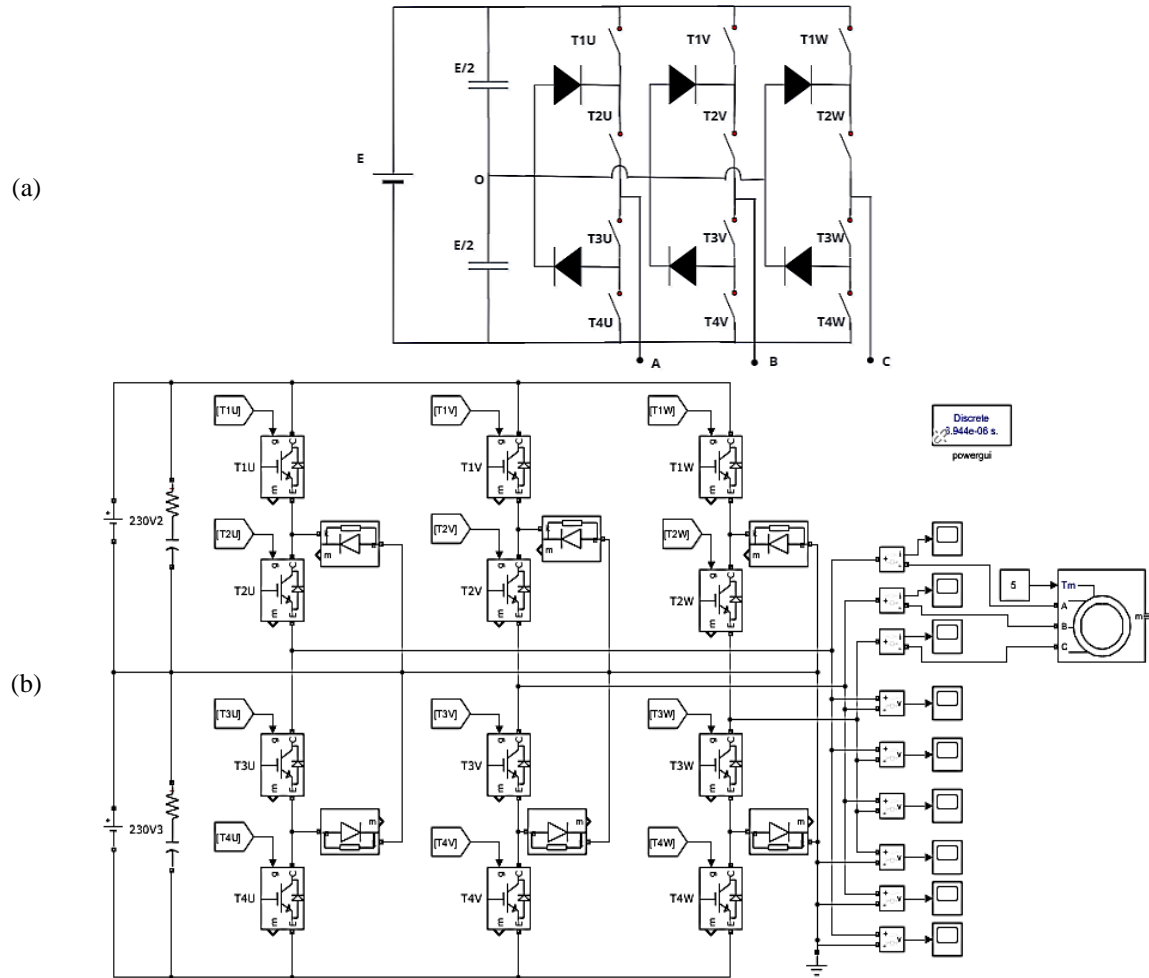 (a)
T1U T1V T1W
E/2
T2U T2V T2W
E
O
E/2
T3U T3V T3W
T4U T4V T4W
A B C
(b)
[T1U] [T1V] [T1W]
g C g C g C
T1U T1V T1W
m E m E m E
230V2
[T2U] [T2V] [T2W]
m m m
g C g C g C
T2U T2V T2W
m E m E m E
Discrete
powergui
5
Tm
A
B
C
m
+ i
-
+ i
-
+ i
-
[T3U] [T3V] [T3W]
g C g C g C
T3U T3V T3W
m E m E m E
230V3
[T4U] [T4V] [T4W]
m m m
g C g C g C
T4U T4V T4W
m E m E m E
+ v
-
+ v
-
+ v
-
+ v
-
+ v
-
+ v
-